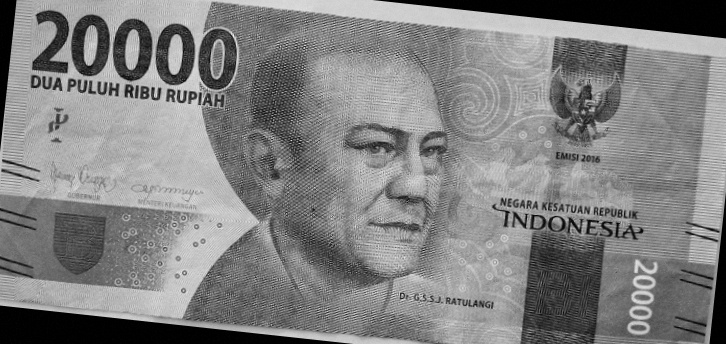 20000
DUA PULUH RIBU RUPIAH
GUBERNUR
MENTERI KEUANGAN
EMISI 2016
NEGARA KESATUAN REPUBLIK
INDONESIA
Dr. G.S.S.J. RATULANGI
20000